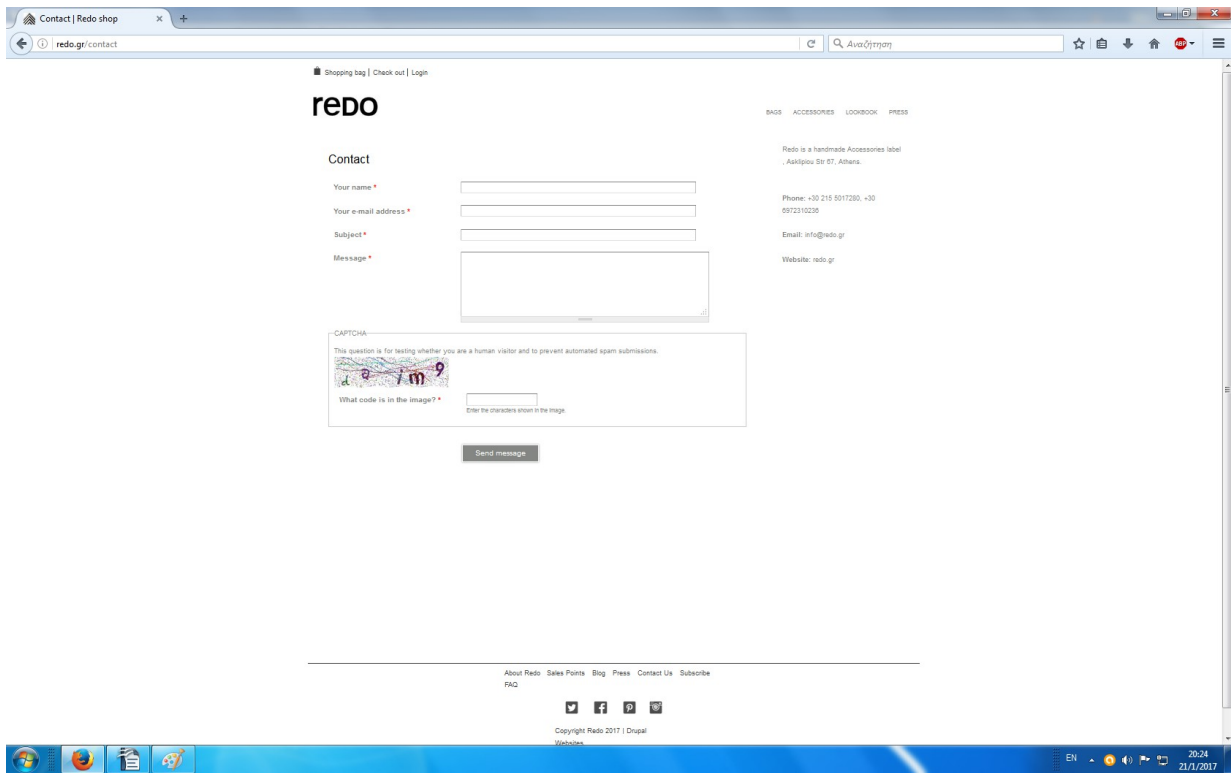 Contact | Redo shop
redo.gr/contact
Αναζήτηση
ABP
Shopping bag | Check out | Login
reDO
BAGS ACCESSORIES LOOKBOOK PRESS
Contact
Your name *
Your e-mail address *
Subject *
Message *
CAPTCHA
This question is for testing whether you are a human visitor and to prevent automated spam submissions.
What code is in the image? *
Enter the characters shown in the image.
Send message
Redo is a handmade Accessories label
, Asklipiou Str 67, Athens.
Phone: +30 215 5017280, +30
6972310236
Email: info@redo.gr
Website: redo.gr
About Redo Sales Points Blog Press Contact Us Subscribe
FAQ
Copyright Redo 2017 | Drupal
Websites
EN
20:24
21/1/2017